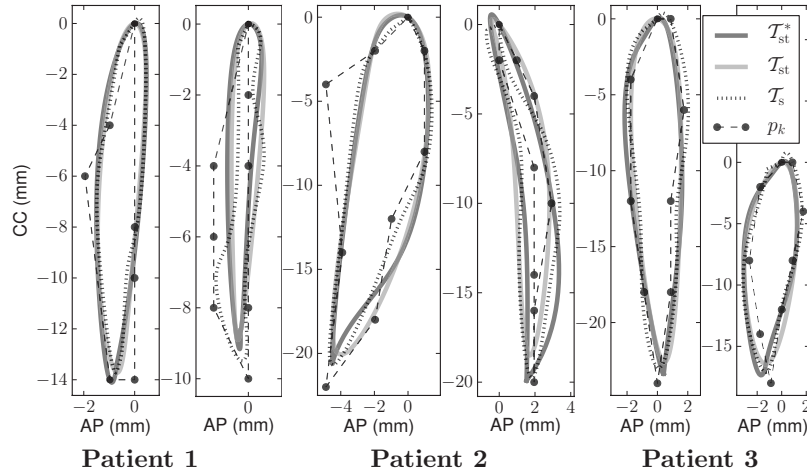 CC (mm)
0
−2
−4
−6
−8
−10
−12
−14
−2 0
AP (mm)
0
−2
−4
−6
−8
−10
0
AP (mm)
0
−5
−10
−15
−20
−4 −2 0
AP (mm)
0
−5
−10
−15
−20
0 2 4
AP (mm)
0
−5
−10
−15
−20
−2 0 2
AP (mm)
0
−5
−10
−15
−2 0 2
AP (mm)
𝒯*st
𝒯st
𝒯s
pk
Patient 1
Patient 2
Patient 3